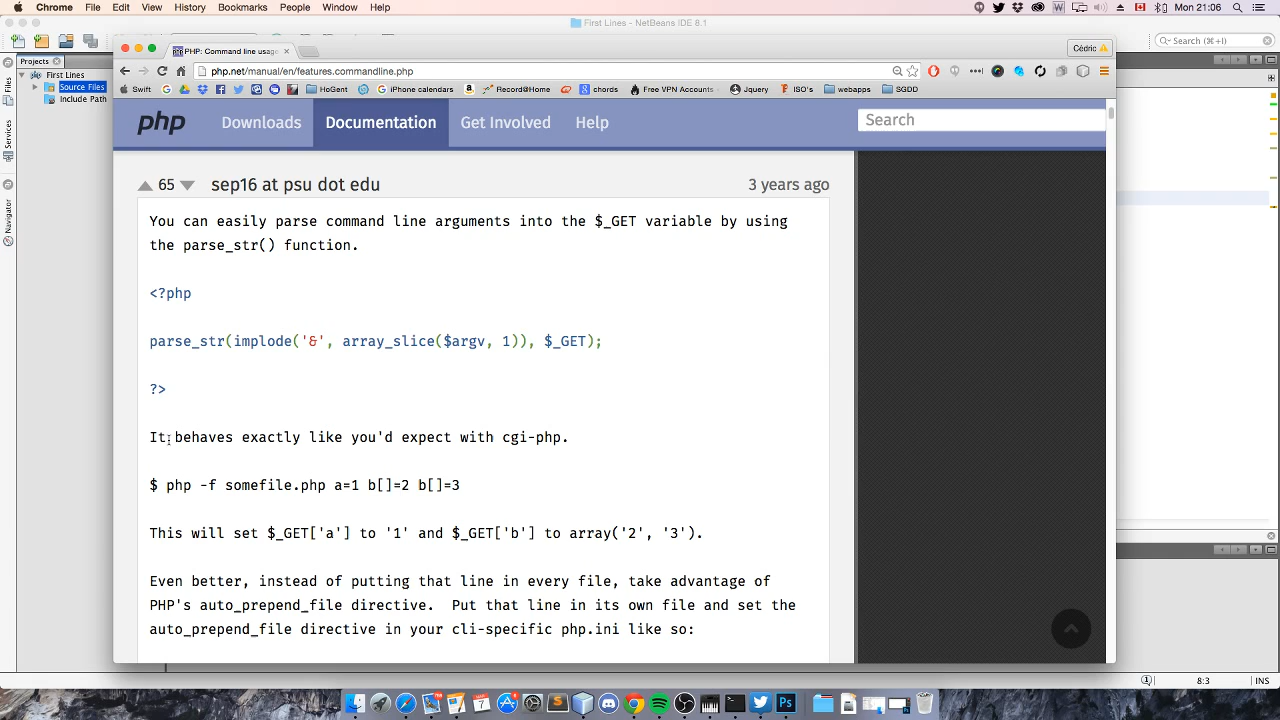 Chrome File Edit View History Bookmarks People Window Help
Mon 21:06
First Lines - NetBeans IDE 8.1
Search (⌘+I)
Projects
PHP: Command line usage
Cédric
First Lines
Source Files
Include Path
Files
Services
Navigator
php.net/manual/en/features.commandline.php
Swift
HoGent
iPhone calendars
Record@Home
chords
Free VPN Accounts
Jquery
ISO's
webapps
SGDD
php Downloads Documentation Get Involved Help
Search
65 sep16 at psu dot edu 3 years ago
You can easily parse command line arguments into the $_GET variable by using
the parse_str() function.
<?php
parse_str(implode('&', array_slice($argv, 1)), $_GET);
?>
It behaves exactly like you'd expect with cgi-php.
$ php -f somefile.php a=1 b[]=2 b[]=3
This will set $_GET['a'] to '1' and $_GET['b'] to array('2', '3').
Even better, instead of putting that line in every file, take advantage of
PHP's auto_prepend_file directive.  Put that line in its own file and set the
auto_prepend_file directive in your cli-specific php.ini like so:
8:3 INS